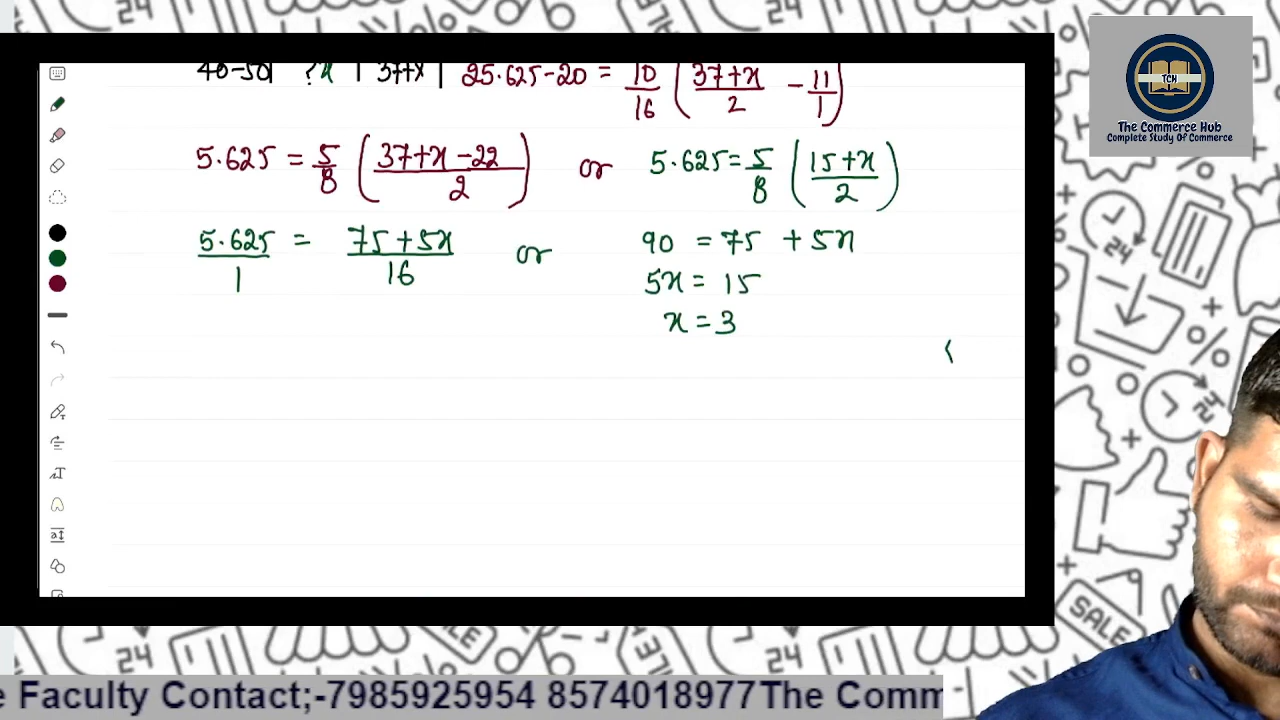 40-50 ?x 37+x 25.625-20 = 10/16 ( 37+x/2 - 11/1 )
5.625 = 5/8 ( 37+x-22/2 ) or 5.625 = 5/8 ( 15+x/2 )
5.625/1 = 75+5x/16 or 90 = 75 + 5x
5x = 15
x = 3
TCH
The Commerce Hub
Complete Study Of Commerce
e Faculty Contact;-7985925954 8574018977The Comm